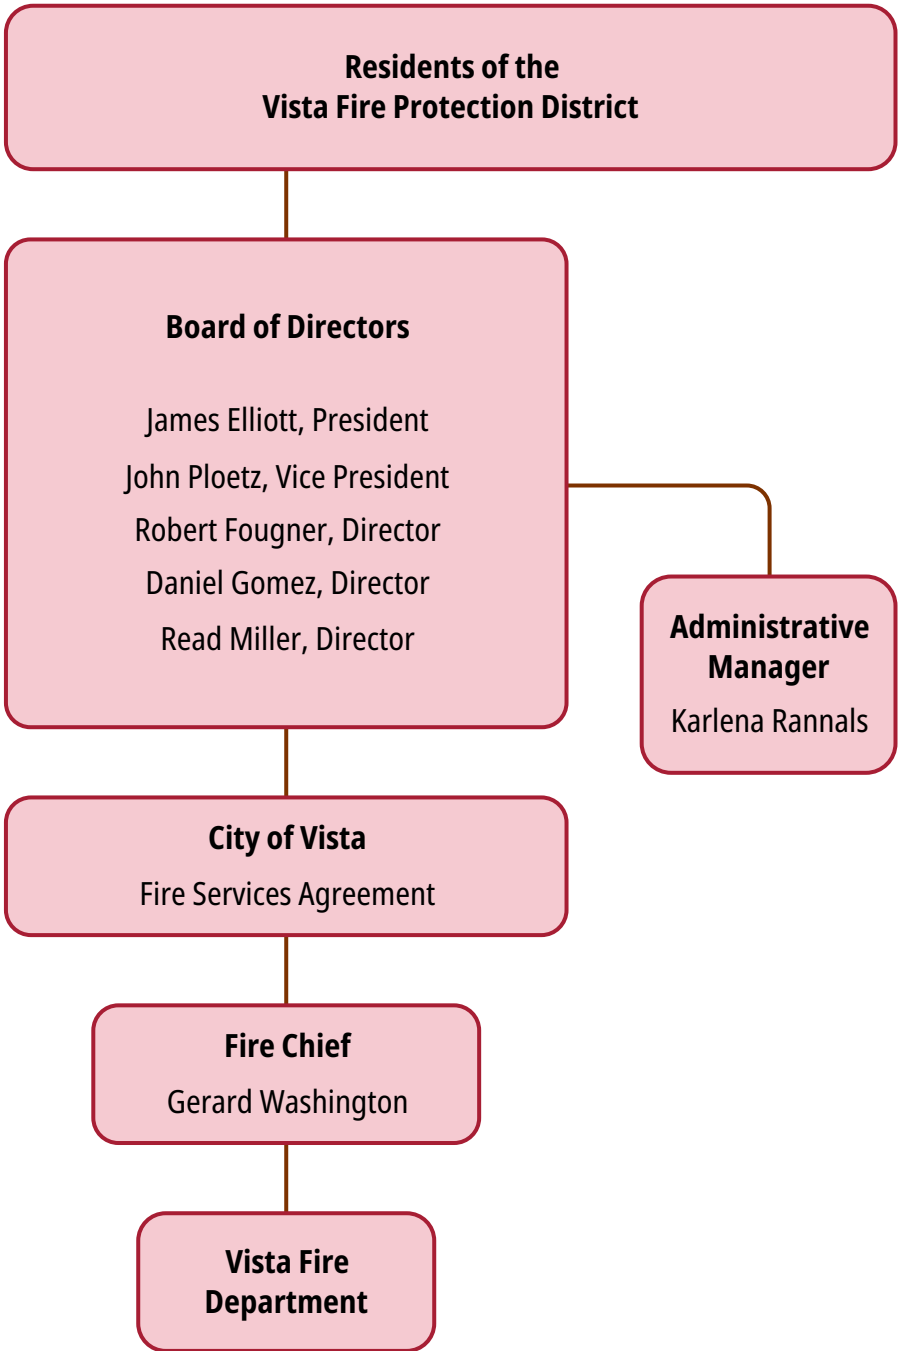 Residents of the
Vista Fire Protection District
Board of Directors
James Elliott, President
John Ploetz, Vice President
Robert Fougner, Director
Daniel Gomez, Director
Read Miller, Director
Administrative
Manager
Karlena Rannals
City of Vista
Fire Services Agreement
Fire Chief
Gerard Washington
Vista Fire
Department